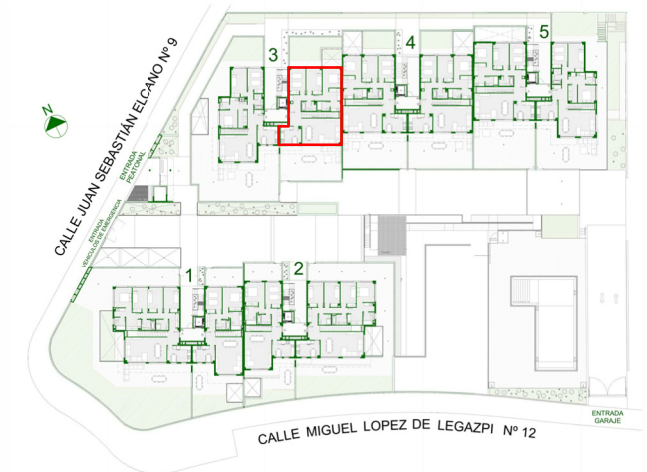 5
4
3
N
CALLE JUAN SEBASTIÁN ELCANO Nº 9
ENTRADA
PEATONAL
ENTRADA
VEHICULOS DE EMERGENCIA
1
2
ENTRADA
GARAJE
CALLE MIGUEL LOPEZ DE LEGAZPI Nº 12